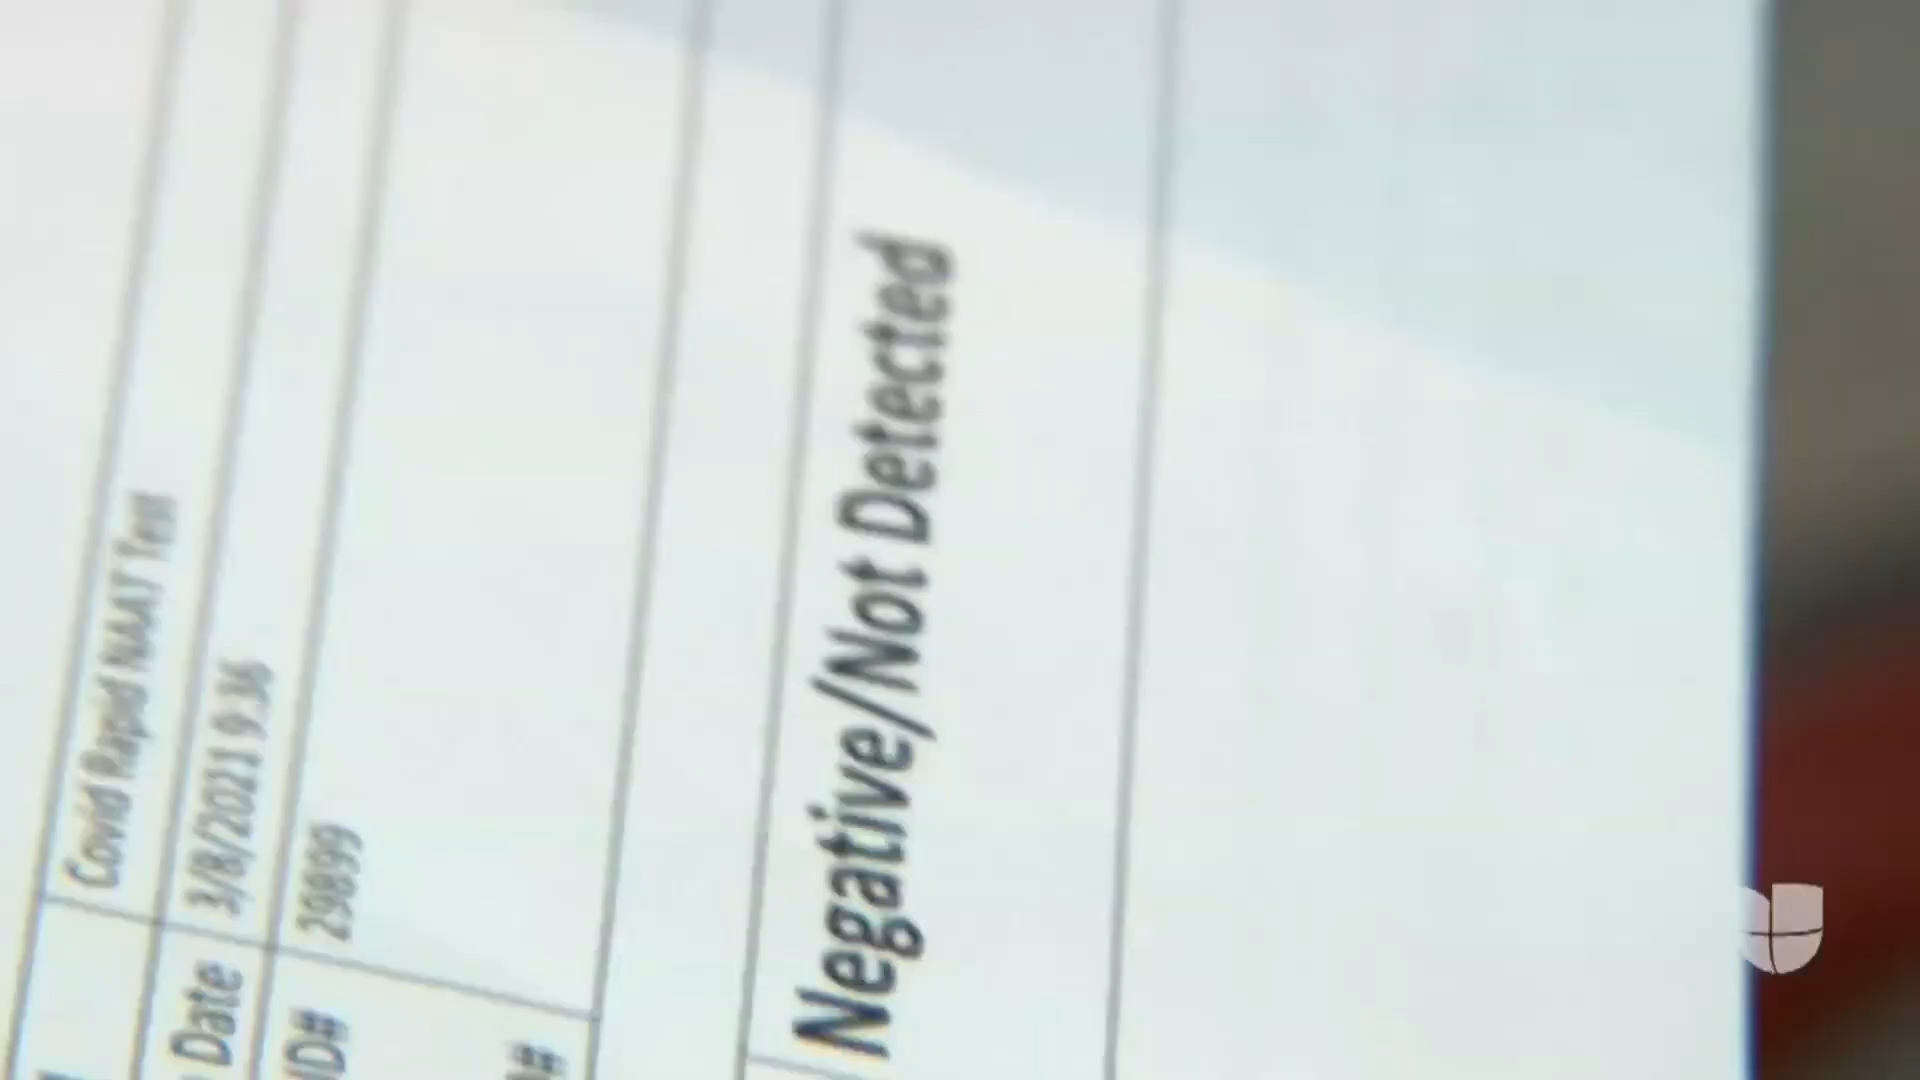 Covid Rapid NAAT Test
Date 3/8/2021 9:36
ID# 29899
#
Negative/Not Detected